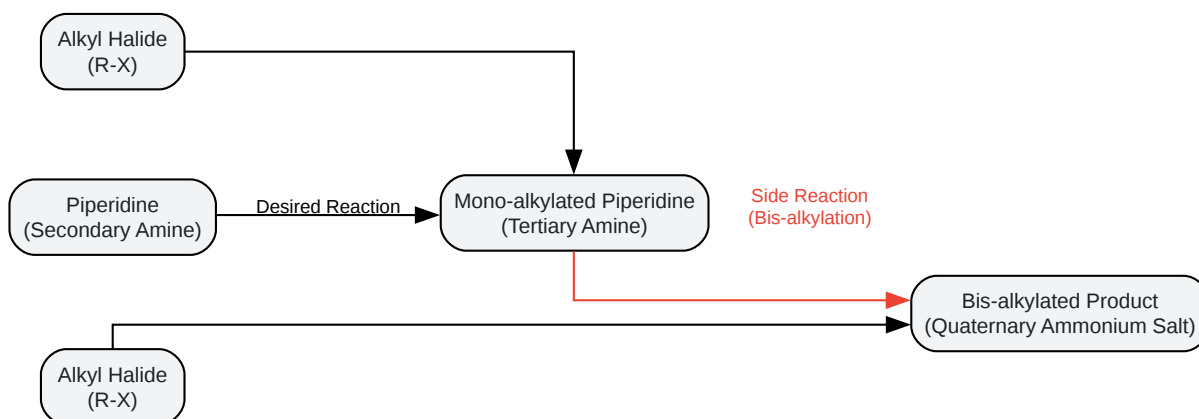 Alkyl Halide
(R-X)
Piperidine
(Secondary Amine)
Desired Reaction
Mono-alkylated Piperidine
(Tertiary Amine)
Side Reaction
(Bis-alkylation)
Bis-alkylated Product
(Quaternary Ammonium Salt)
Alkyl Halide
(R-X)